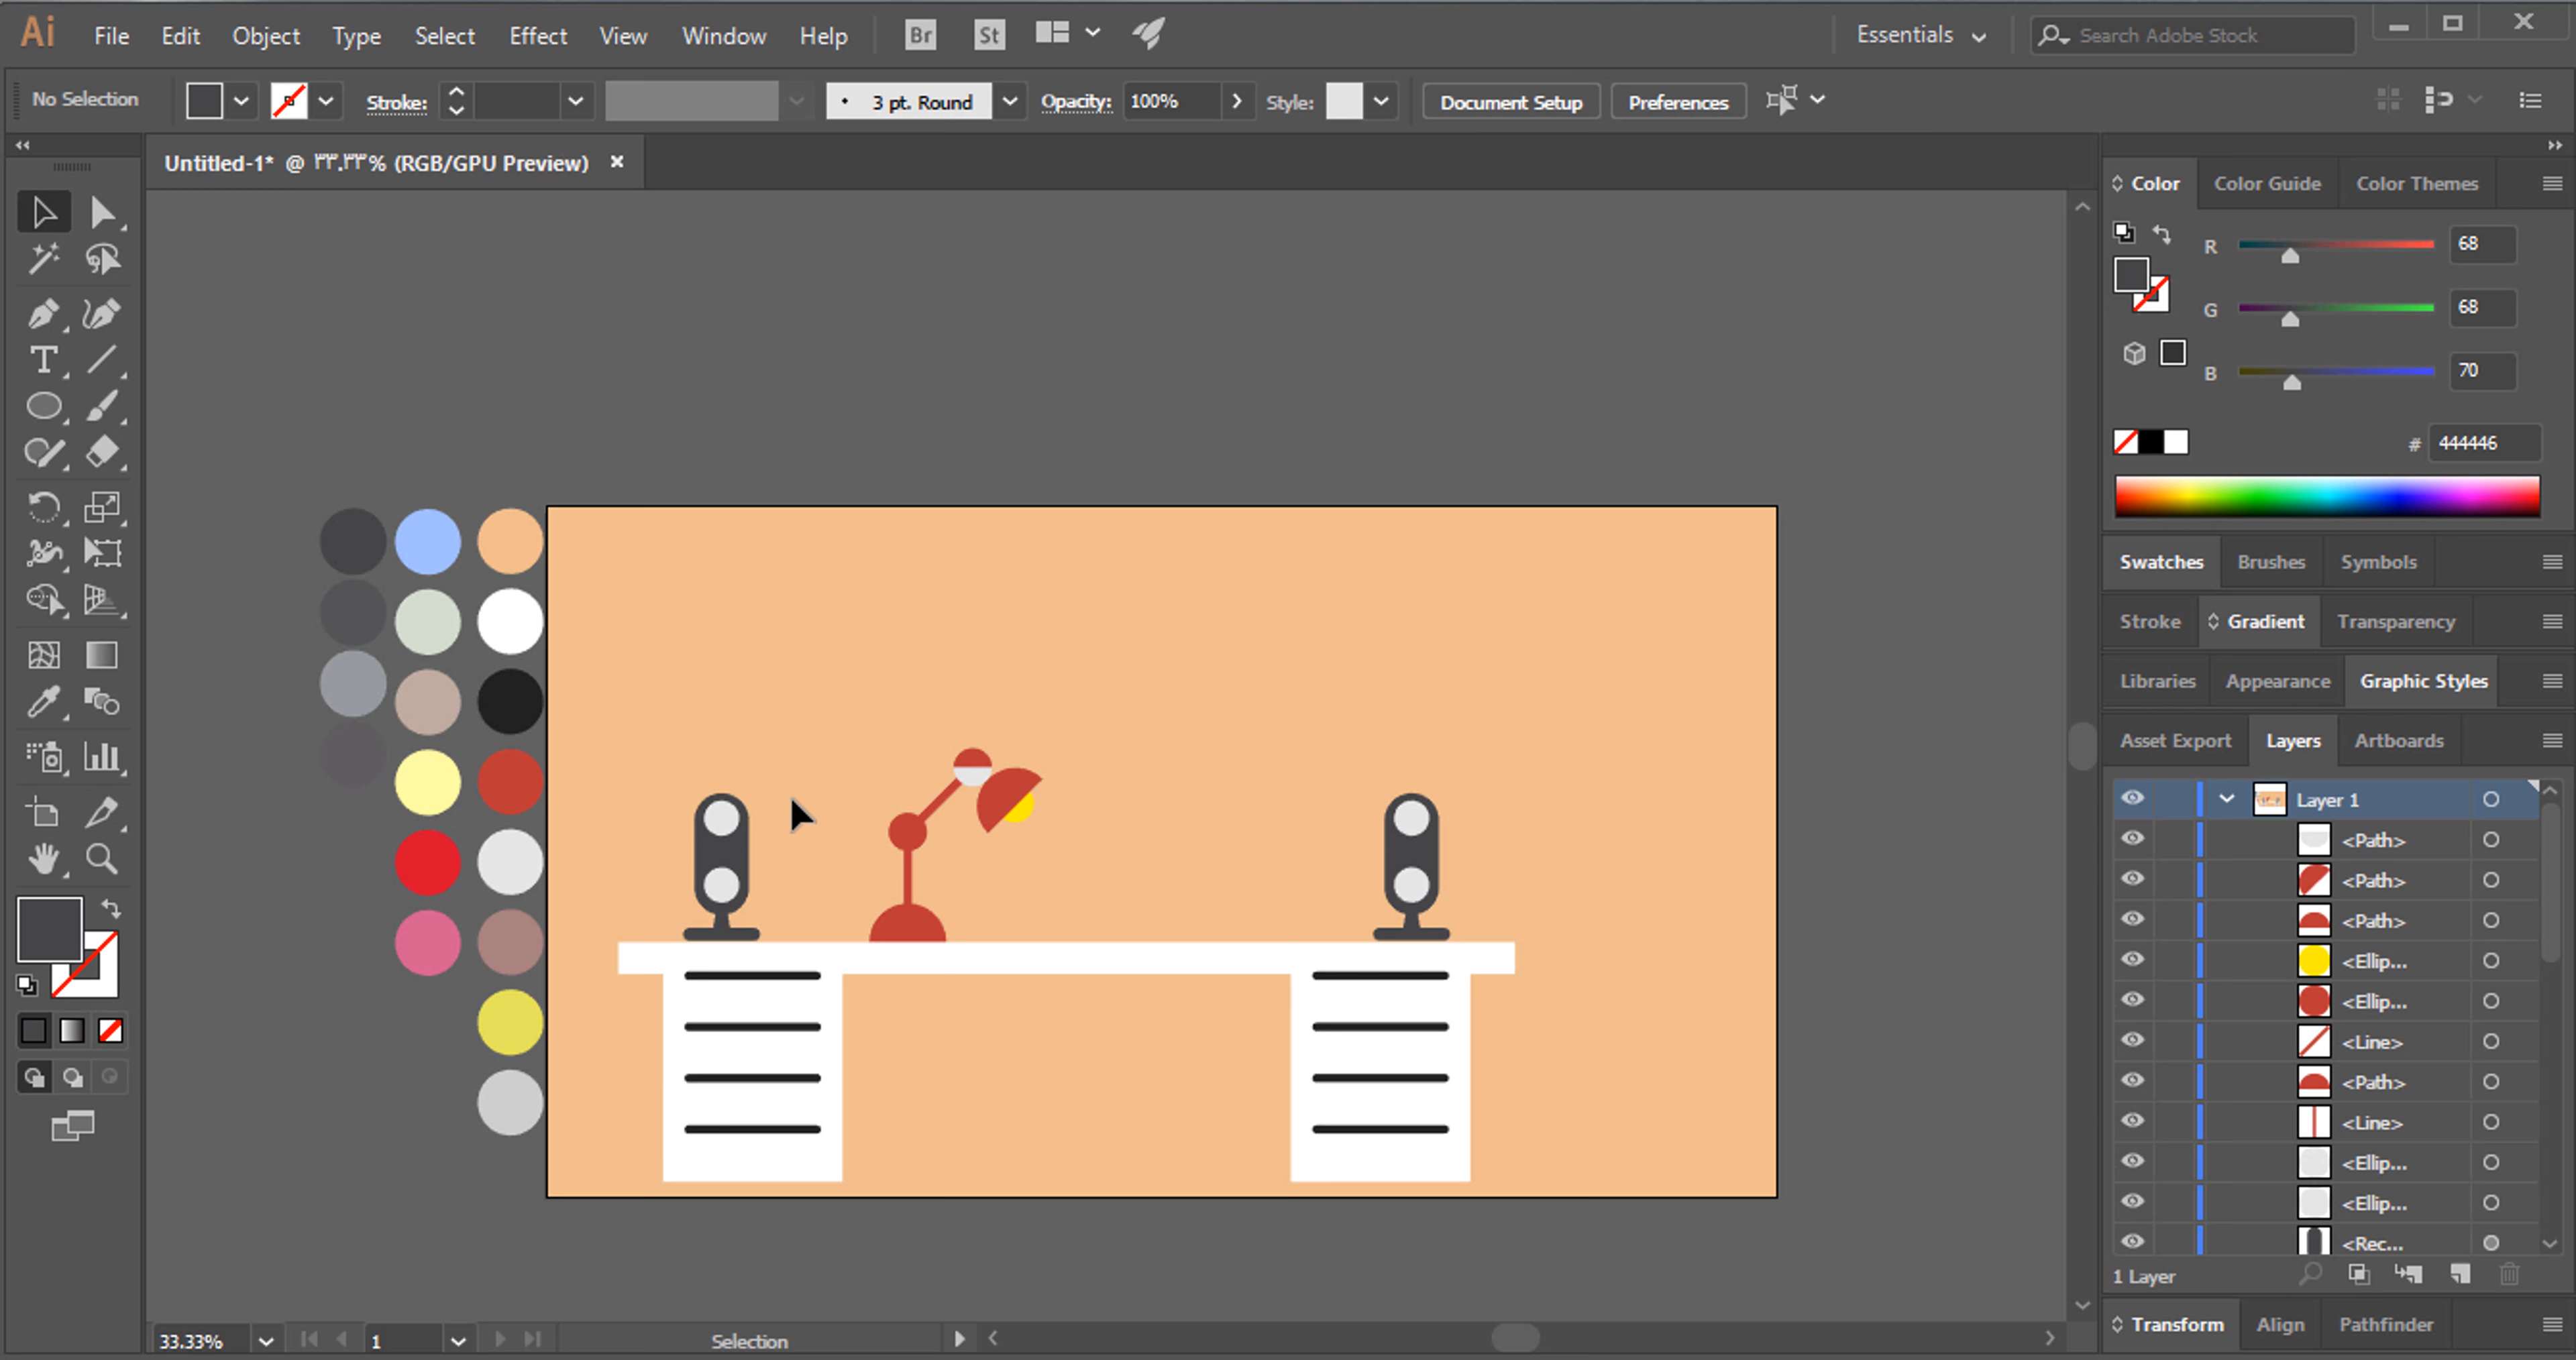 Ai File Edit Object Type Select Effect View Window Help Br St Essentials Search Adobe Stock
No Selection Stroke: 3 pt. Round Opacity: 100% Style: Document Setup Preferences
Untitled-1* @ ٣٣.٣٣% (RGB/GPU Preview) ×
Color Color Guide Color Themes
R 68
G 68
B 70
# 444446
Swatches Brushes Symbols
Stroke Gradient Transparency
Libraries Appearance Graphic Styles
Asset Export Layers Artboards
Layer 1
<Path>
<Path>
<Path>
<Ellip...
<Ellip...
<Line>
<Path>
<Line>
<Ellip...
<Ellip...
<Rec...
1 Layer
Transform Align Pathfinder
33.33% 1 Selection